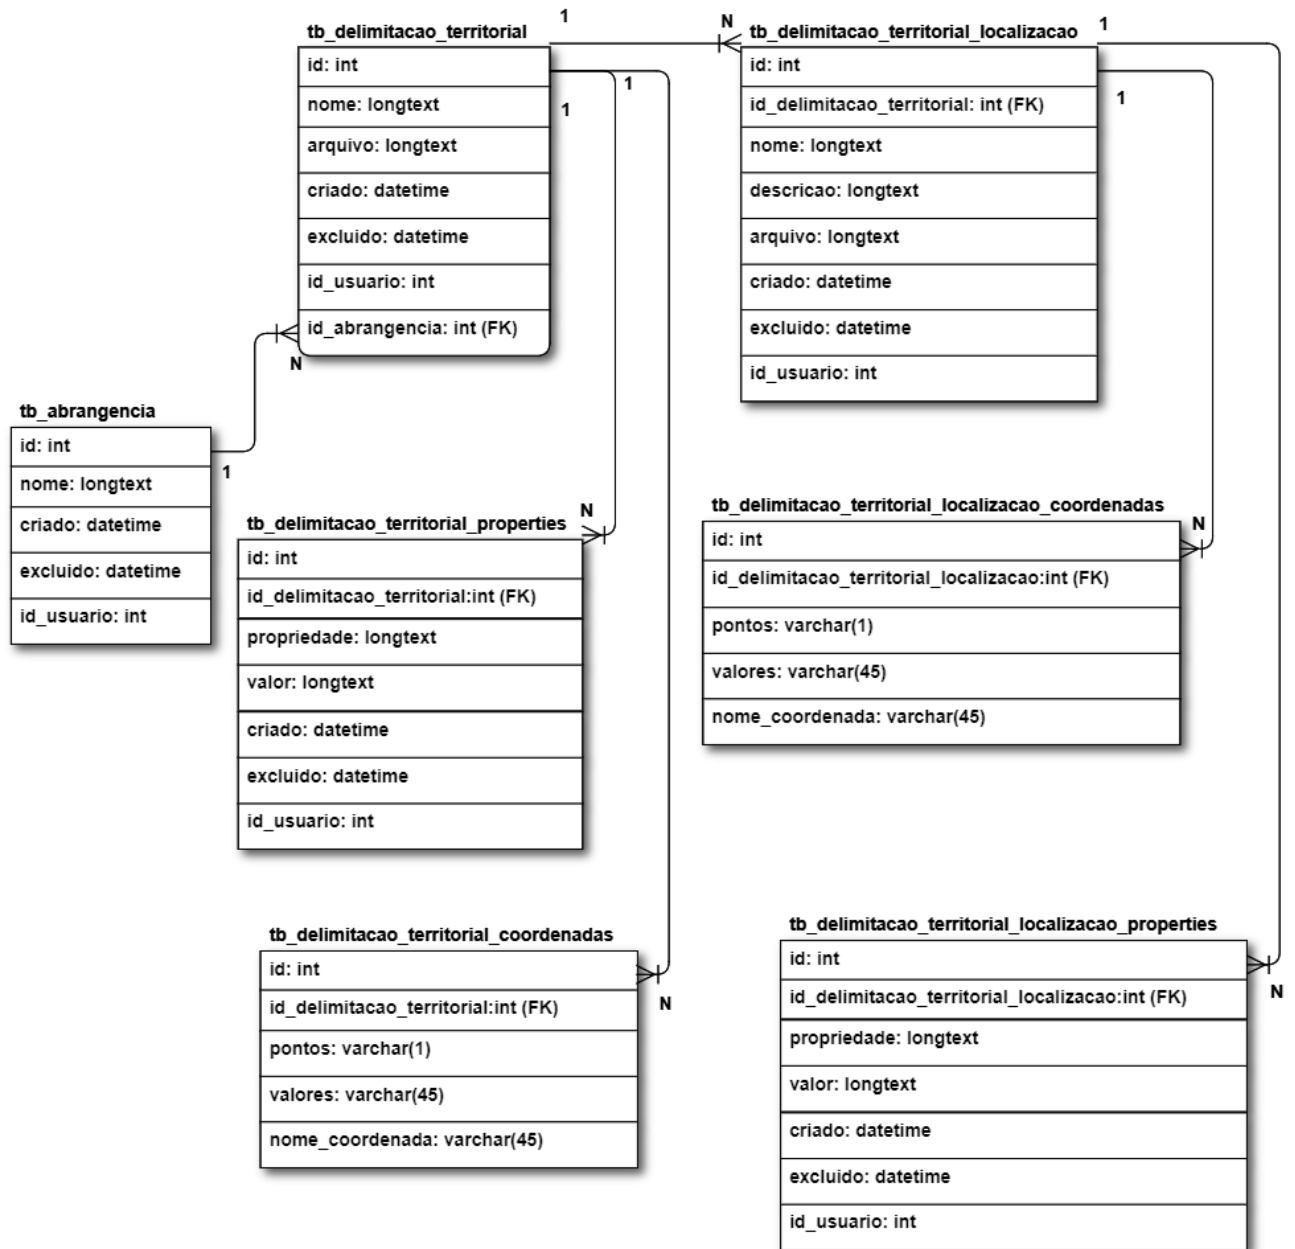 1
tb_delimitacao_territorial
id: int
nome: longtext
arquivo: longtext
criado: datetime
excluido: datetime
id_usuario: int
id_abrangencia: int (FK)
1
1
N
N
tb_delimitacao_territorial_localizacao
id: int
id_delimitacao_territorial: int (FK)
nome: longtext
descricao: longtext
arquivo: longtext
criado: datetime
excluido: datetime
id_usuario: int
1
1
tb_abrangencia
id: int
nome: longtext
criado: datetime
excluido: datetime
id_usuario: int
1
tb_delimitacao_territorial_properties
N
id: int
id_delimitacao_territorial:int (FK)
propriedade: longtext
valor: longtext
criado: datetime
excluido: datetime
id_usuario: int
tb_delimitacao_territorial_localizacao_coordenadas
N
id: int
id_delimitacao_territorial_localizacao:int (FK)
pontos: varchar(1)
valores: varchar(45)
nome_coordenada: varchar(45)
tb_delimitacao_territorial_coordenadas
id: int
id_delimitacao_territorial:int (FK)
pontos: varchar(1)
valores: varchar(45)
nome_coordenada: varchar(45)
N
tb_delimitacao_territorial_localizacao_properties
id: int
id_delimitacao_territorial_localizacao:int (FK)
propriedade: longtext
valor: longtext
criado: datetime
excluido: datetime
id_usuario: int
N